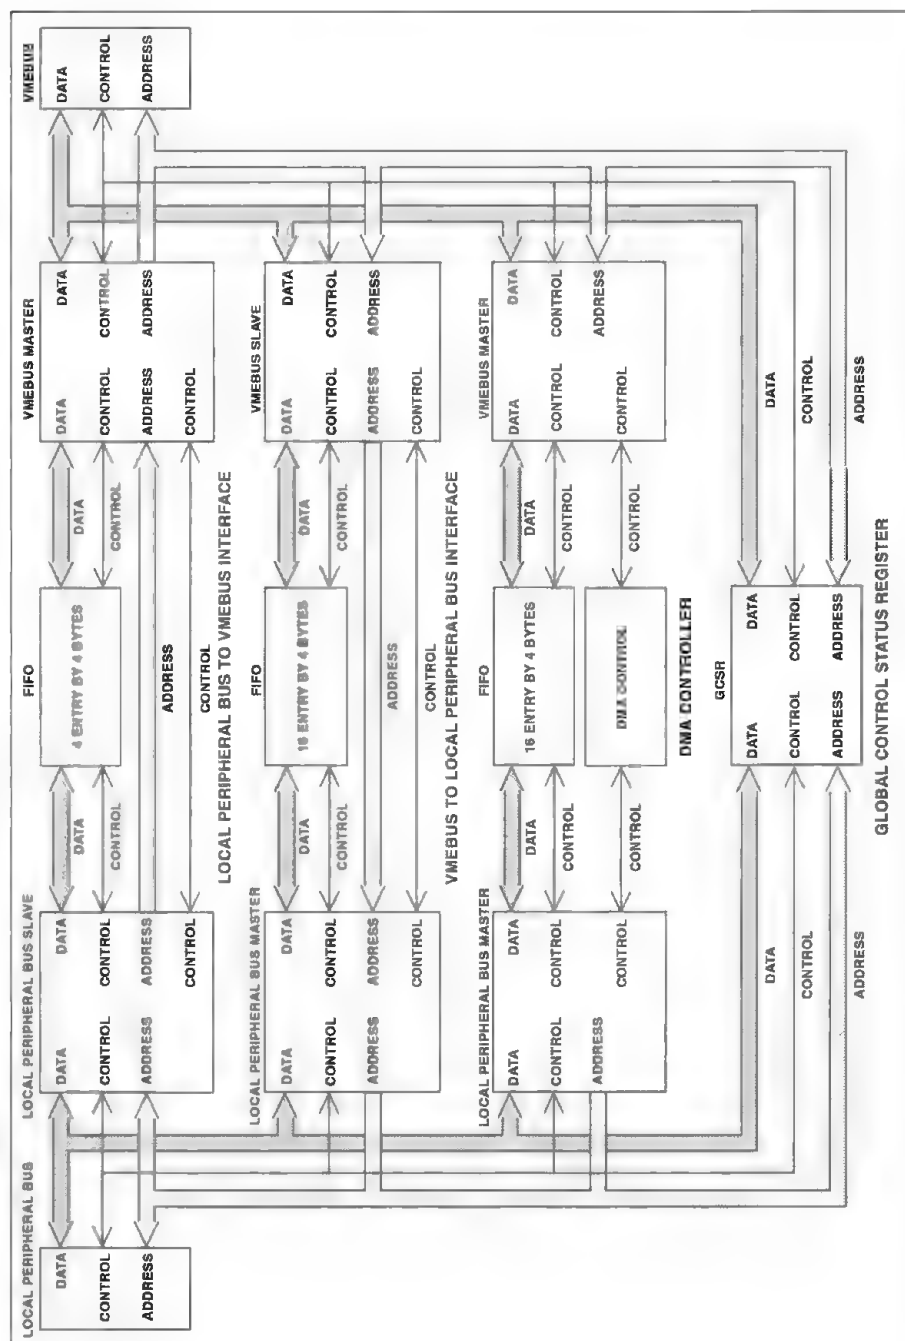 LOCAL PERIPHERAL BUS
LOCAL PERIPHERAL BUS SLAVE
FIFO
VMEBUS MASTER
VMEBUS
DATA
DATA
DATA
DATA
DATA
DATA
4 ENTRY BY 4 BYTES
DATA
DATA
CONTROL
CONTROL
CONTROL
CONTROL
CONTROL
CONTROL
CONTROL
CONTROL
ADDRESS
ADDRESS
ADDRESS
ADDRESS
ADDRESS
ADDRESS
ADDRESS
CONTROL
CONTROL
CONTROL
LOCAL PERIPHERAL BUS TO VMEBUS INTERFACE
LOCAL PERIPHERAL BUS MASTER
FIFO
VMEBUS SLAVE
DATA
DATA
DATA
DATA
16 ENTRY BY 4 BYTES
DATA
DATA
CONTROL
CONTROL
CONTROL
CONTROL
CONTROL
CONTROL
ADDRESS
ADDRESS
ADDRESS
ADDRESS
ADDRESS
CONTROL
CONTROL
CONTROL
VMEBUS TO LOCAL PERIPHERAL BUS INTERFACE
LOCAL PERIPHERAL BUS MASTER
FIFO
VMEBUS MASTER
DATA
DATA
DATA
DATA
16 ENTRY BY 4 BYTES
DATA
DATA
CONTROL
CONTROL
CONTROL
CONTROL
CONTROL
CONTROL
ADDRESS
ADDRESS
CONTROL
CONTROL
DMA CONTROL
CONTROL
CONTROL
DMA CONTROLLER
GCSR
DATA
DATA
DATA
DATA
CONTROL
CONTROL
CONTROL
CONTROL
ADDRESS
ADDRESS
ADDRESS
ADDRESS
GLOBAL CONTROL STATUS REGISTER